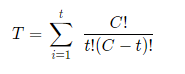 T = \sum_{i=1}^{t} \frac{C!}{t!(C-t)!}